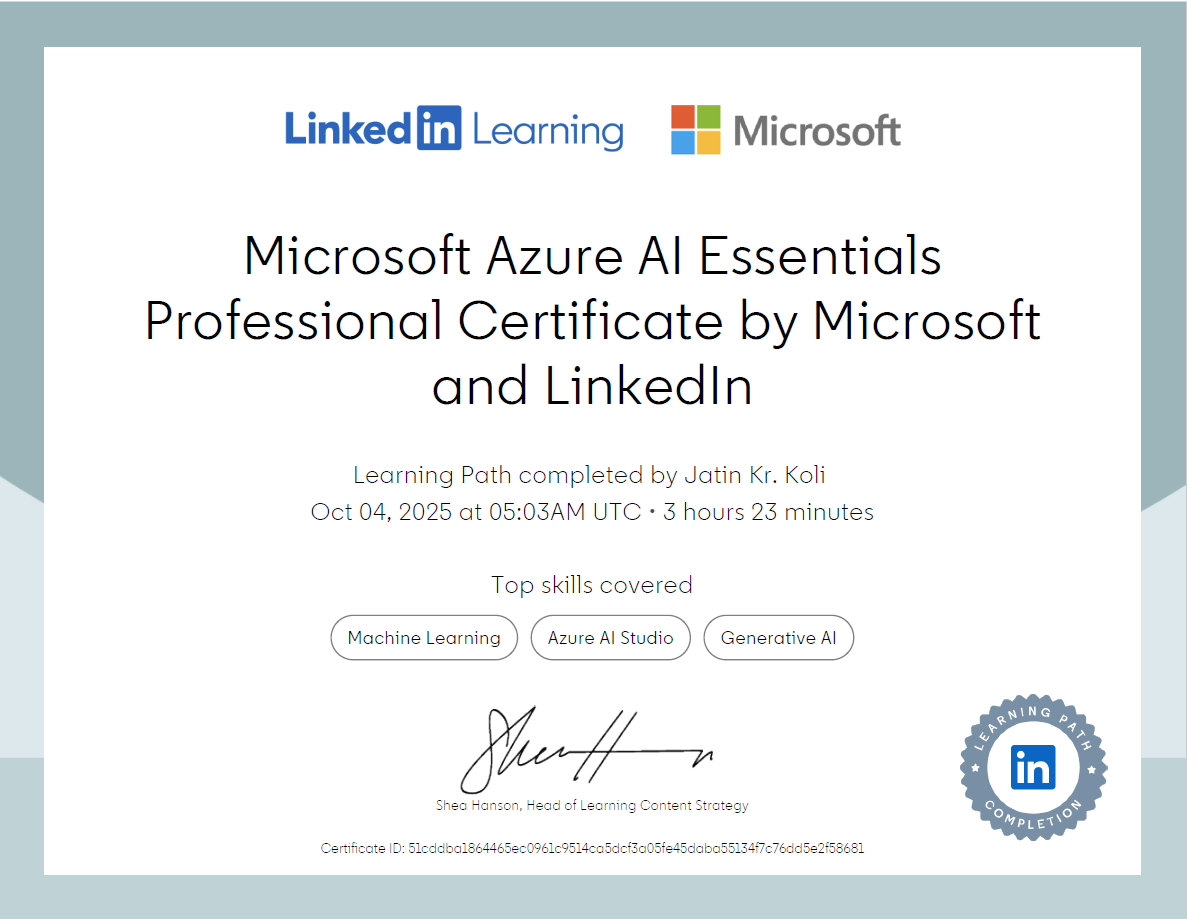 LinkedIn Learning Microsoft
Microsoft Azure AI Essentials
Professional Certificate by Microsoft
and LinkedIn
Learning Path completed by Jatin Kr. Koli
Oct 04, 2025 at 05:03AM UTC • 3 hours 23 minutes
Top skills covered
Machine Learning Azure AI Studio Generative AI
Shea Hanson, Head of Learning Content Strategy
LEARNING PATH
in
COMPLETION
Certificate ID: 51cddba1864465ec0961c9514ca5dcf3a05fe45daba55134f7c76dd5e2f58681